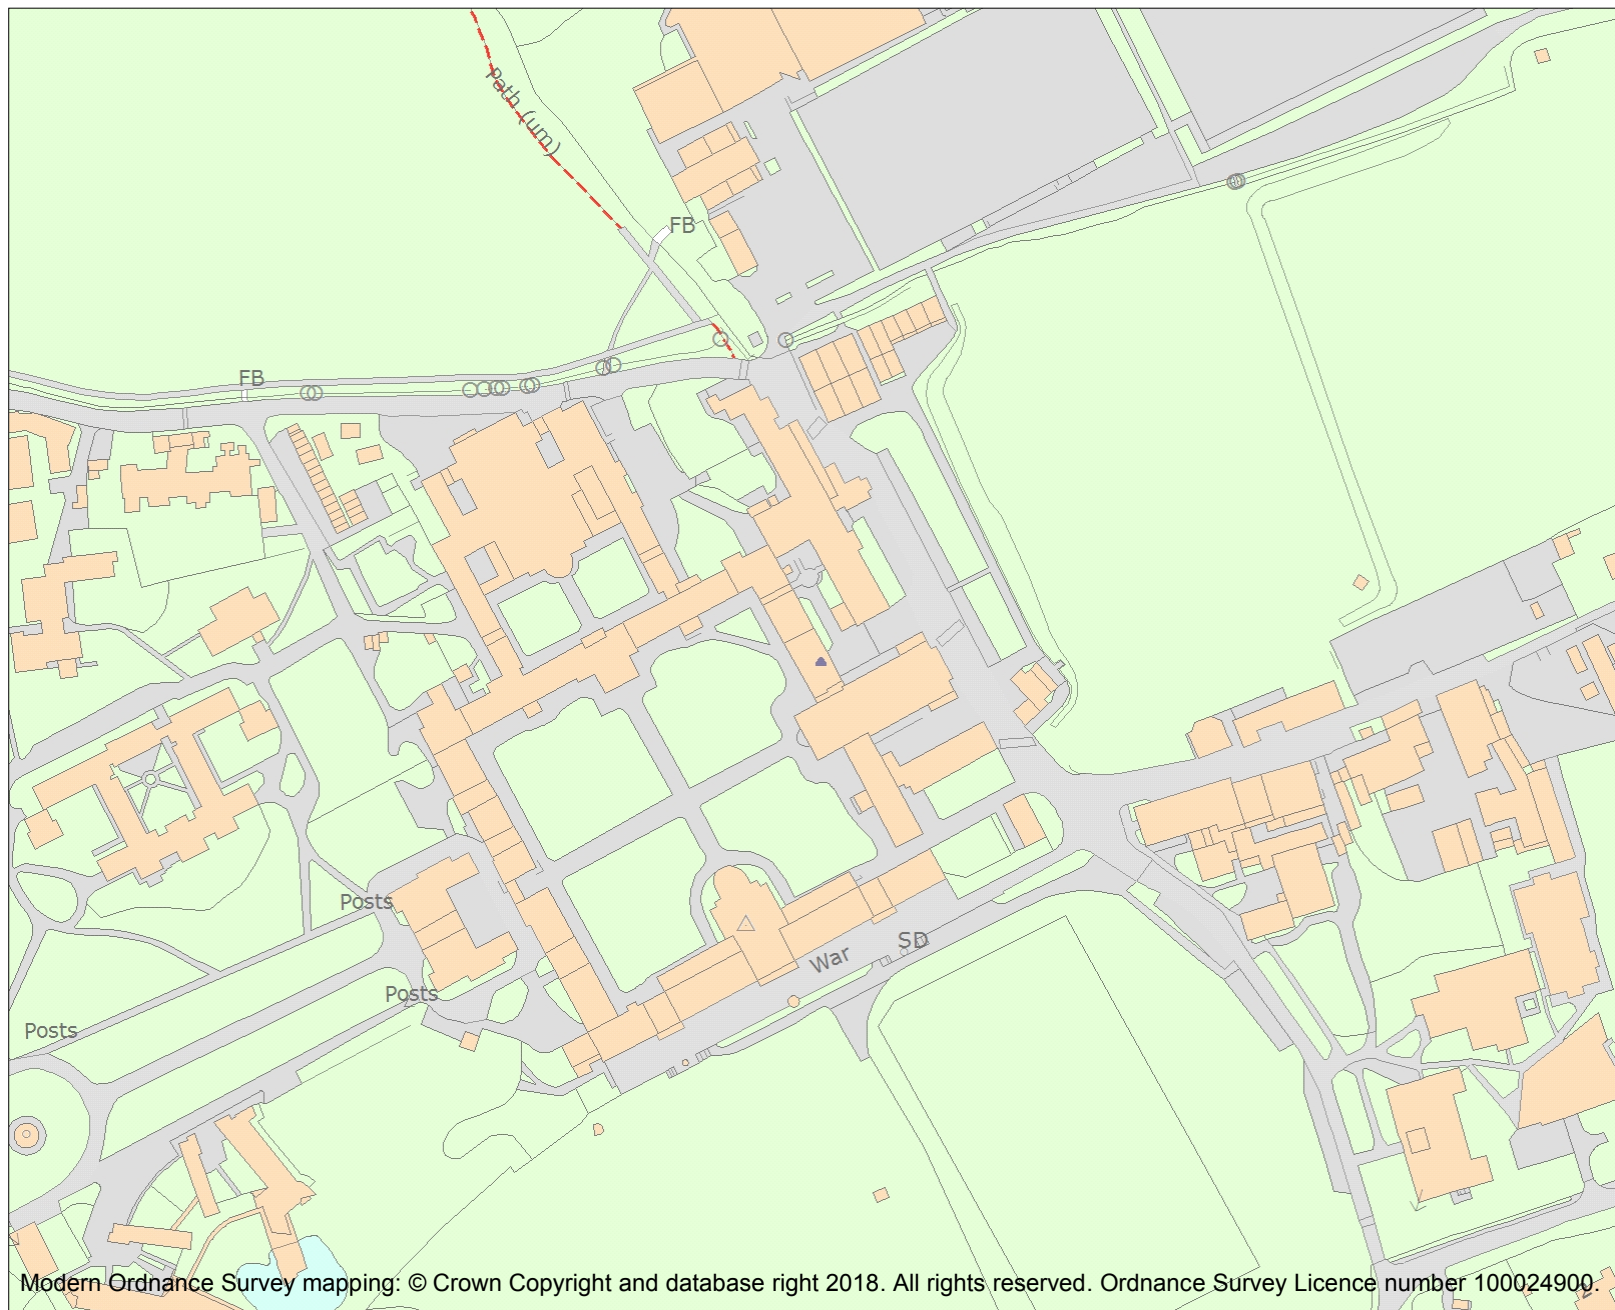 Path (um)
FB
FB
Posts
War
SD
Posts
Posts
2
Modern Ordnance Survey mapping: © Crown Copyright and database right 2018. All rights reserved. Ordnance Survey Licence number 100024900.